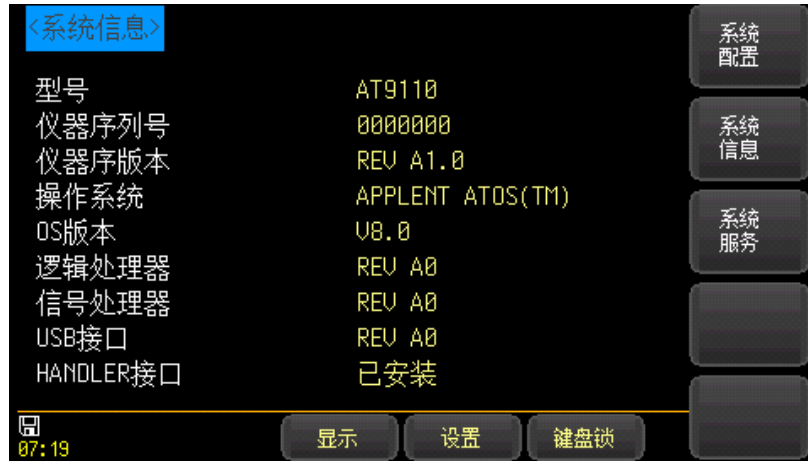 <系统信息>
型号 AT9110
仪器序列号 0000000
仪器序版本 REV A1.0
操作系统 APPLENT ATOS(TM)
OS版本 V8.0
逻辑处理器 REV A0
信号处理器 REV A0
USB接口 REV A0
HANDLER接口 已安装
系统
配置
系统
信息
系统
服务
07:19
显示 设置 键盘锁